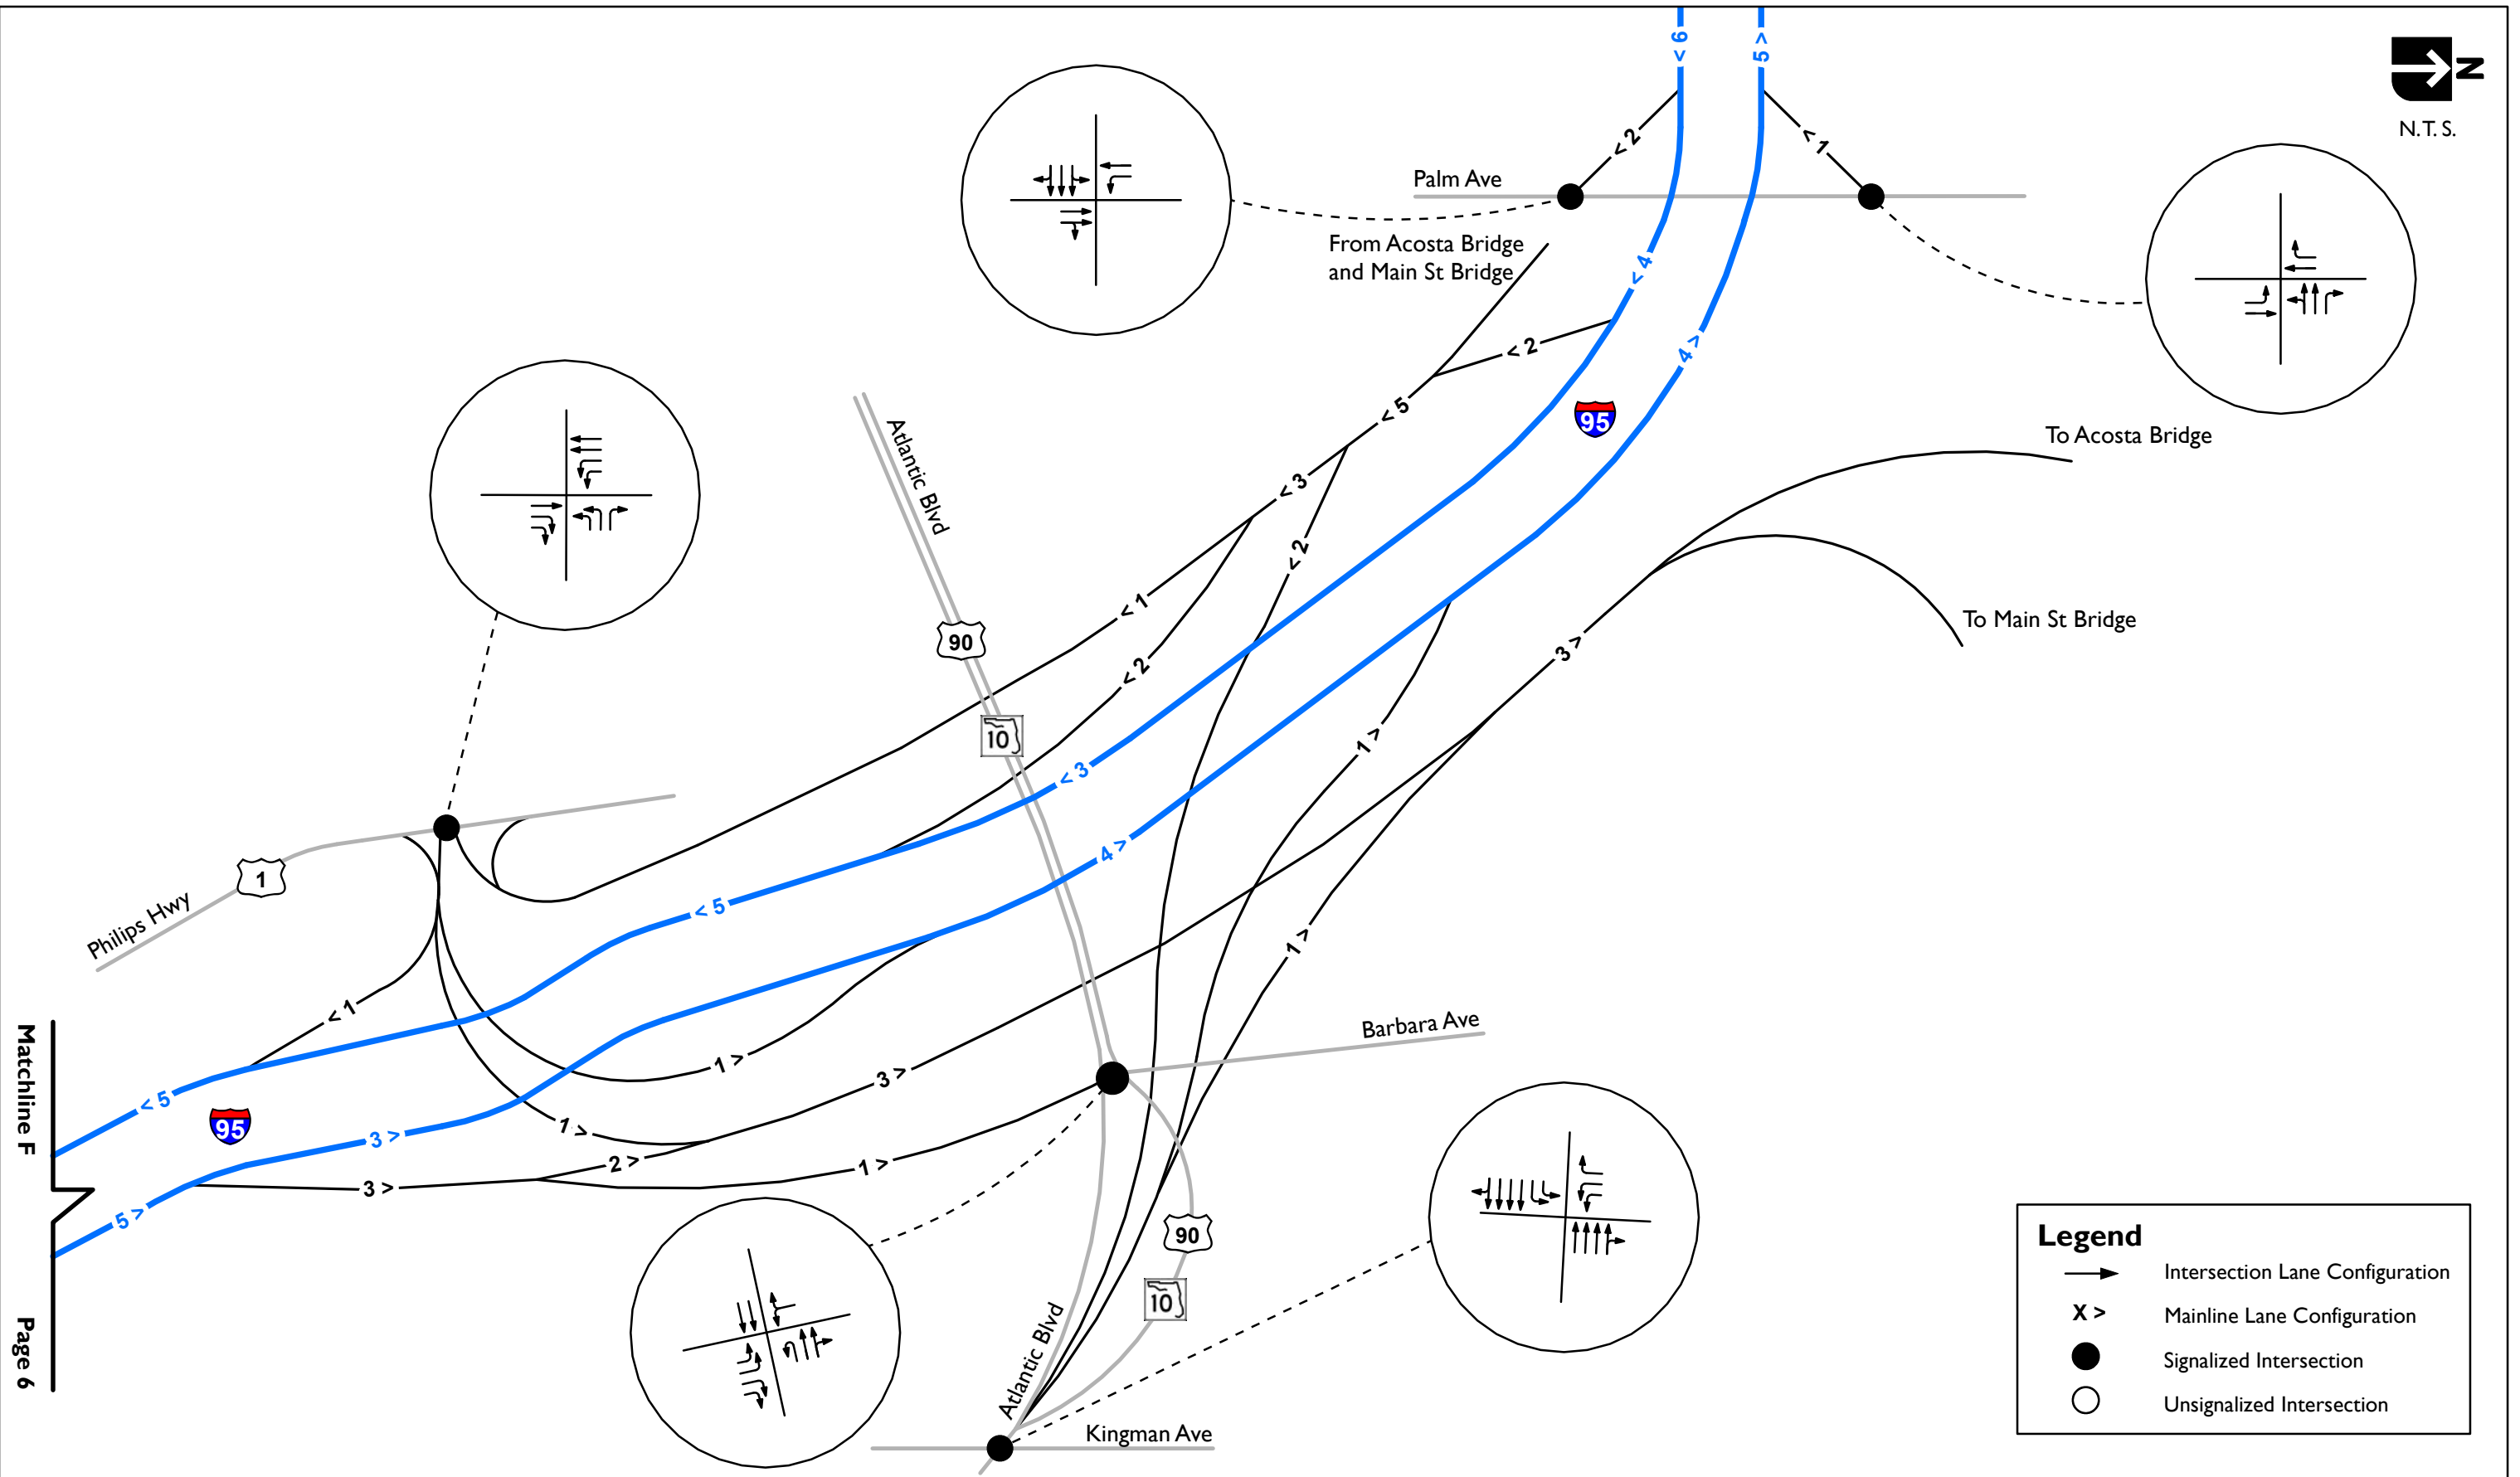 < 6
5 >
N
N.T. S.
< 2
< 1
Palm Ave
From Acosta Bridge
and Main St Bridge
< 4
4 >
< 2
< 5
95
To Acosta Bridge
Atlantic Blvd
< 3
< 2
< 1
90
To Main St Bridge
3 >
< 2
10
1 >
< 3
4 >
1
< 5
Philips Hwy
1 >
< 1
Barbara Ave
1 >
3 >
Matchline F
< 5
95
3 >
1 >
2 >
1 >
3 >
5 >
90
10
Atlantic Blvd
Kingman Ave
Page 6
Legend
Intersection Lane Configuration
X > Mainline Lane Configuration
Signalized Intersection
Unsignalized Intersection